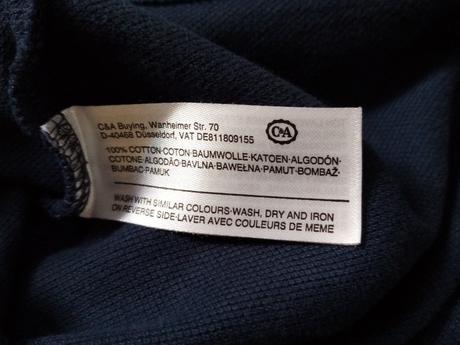 C&A Buying, Wanheimer Str. 70
D-40468 Düsseldorf, VAT DE811809155
C&A
100% COTTON·COTON·BAUMWOLLE·KATOEN·ALGODÓN·
COTONE·ALGODÃO·BAVLNA·BAWEŁNA·PAMUT·BOMBAŽ·
BUMBAC·PAMUK
WASH WITH SIMILAR COLOURS·WASH, DRY AND IRON
ON REVERSE SIDE·LAVER AVEC COULEURS DE MEME